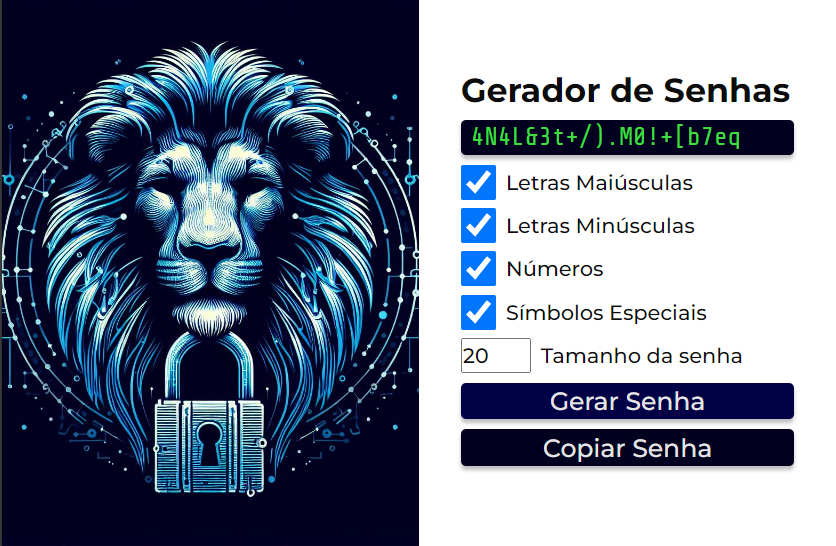 Gerador de Senhas
4N4L&3t+/).M0!+[b7eq
Letras Maiúsculas
Letras Minúsculas
Números
Símbolos Especiais
20 Tamanho da senha
Gerar Senha
Copiar Senha